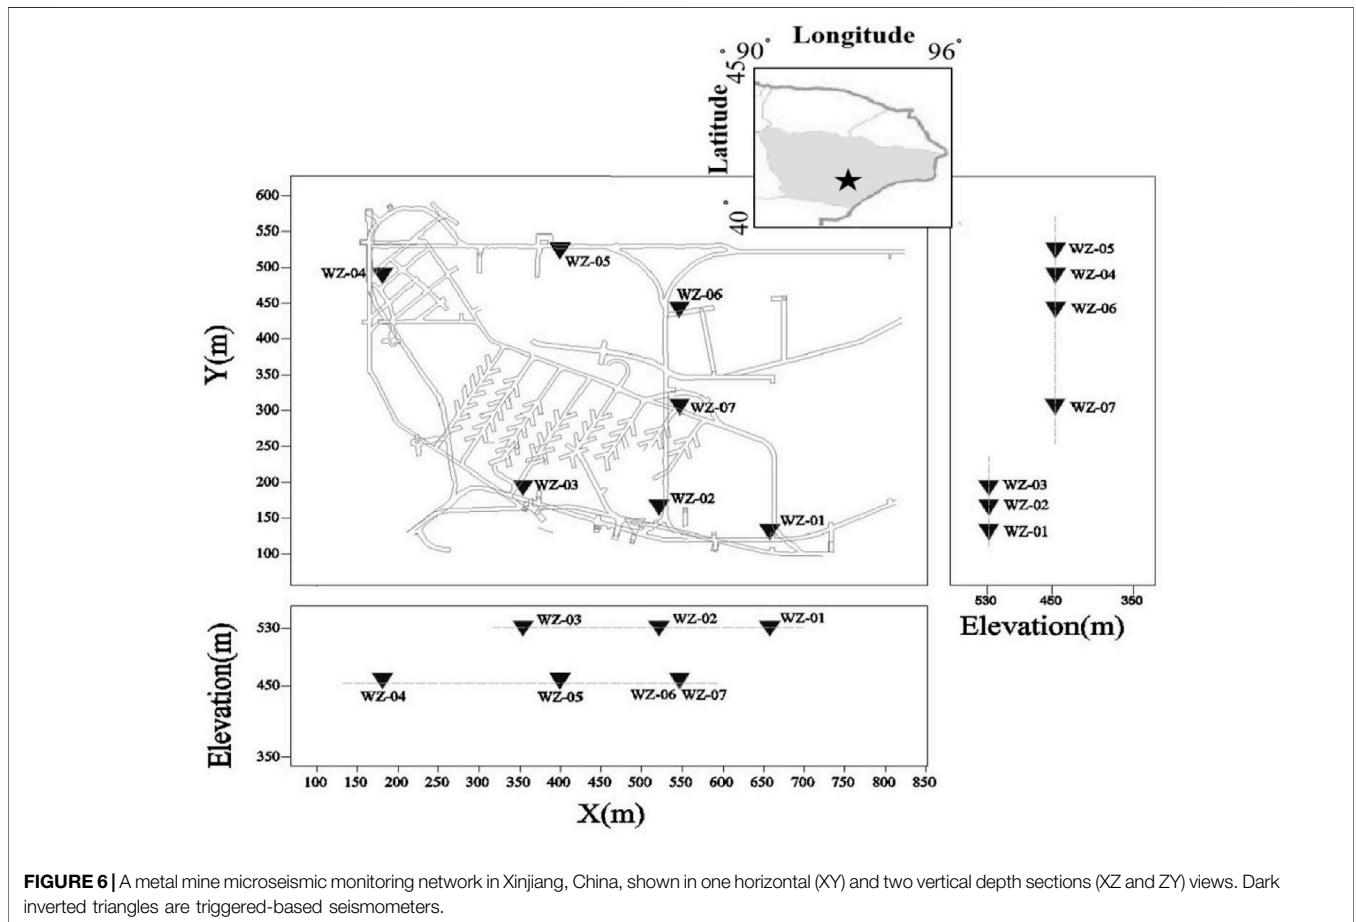 Longitude
90° 96°
Latitude
45°
40°
Y(m)
600
550
500
450
400
350
300
250
200
150
100
WZ-04
WZ-05
WZ-06
WZ-07
WZ-03
WZ-02
WZ-01
WZ-05
WZ-04
WZ-06
WZ-07
WZ-03
WZ-02
WZ-01
530 450 350
Elevation(m)
Elevation(m)
530
450
350
WZ-03 WZ-02 WZ-01
WZ-04 WZ-05 WZ-06 WZ-07
100 150 200 250 300 350 400 450 500 550 600 650 700 750 800 850
X(m)
FIGURE 6 | A metal mine microseismic monitoring network in Xinjiang, China, shown in one horizontal (XY) and two vertical depth sections (XZ and ZY) views. Dark
inverted triangles are triggered-based seismometers.